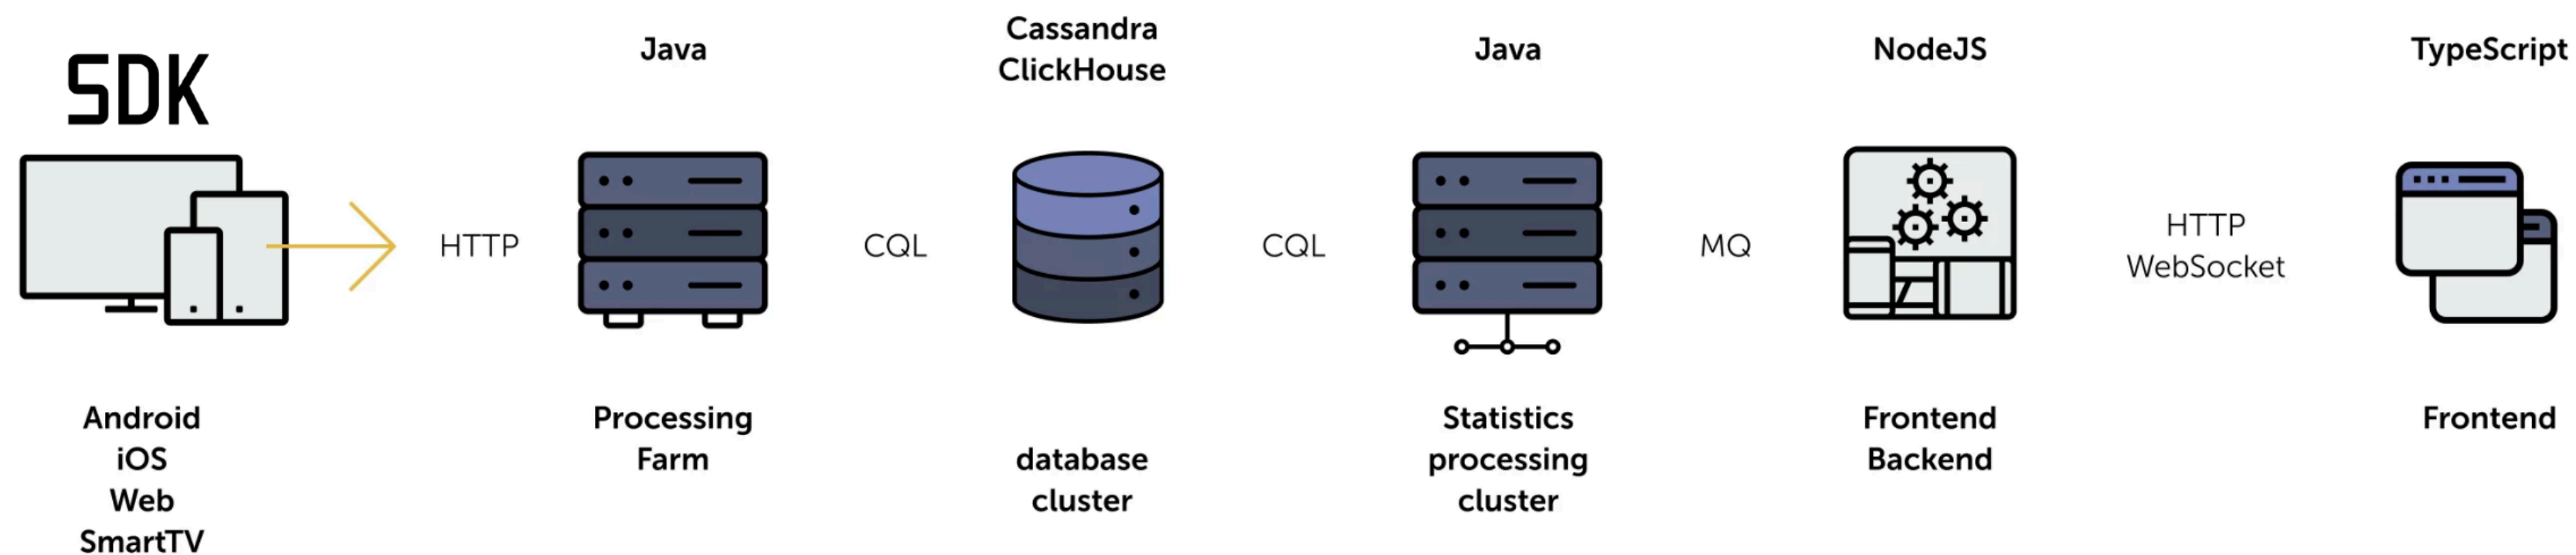 SDK
Android
iOS
Web
SmartTV
HTTP
Java
Processing
Farm
CQL
Cassandra
ClickHouse
database
cluster
CQL
Java
Statistics
processing
cluster
MQ
NodeJS
Frontend
Backend
HTTP
WebSocket
TypeScript
Frontend